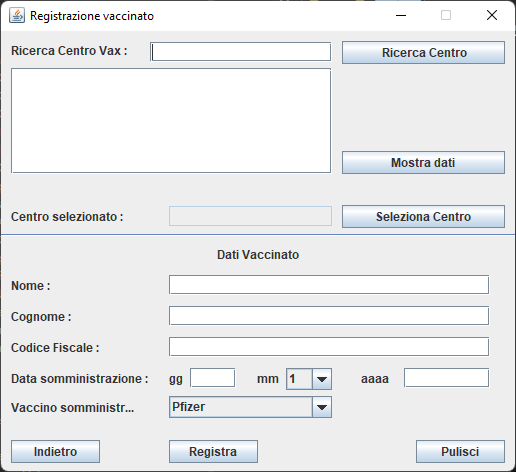 Registrazione vaccinato
Ricerca Centro Vax :
Ricerca Centro
Mostra dati
Centro selezionato :
Seleziona Centro
Dati Vaccinato
Nome :
Cognome :
Codice Fiscale :
Data somministrazione : gg mm 1 aaaa
Vaccino somministr... Pfizer
Indietro Registra Pulisci